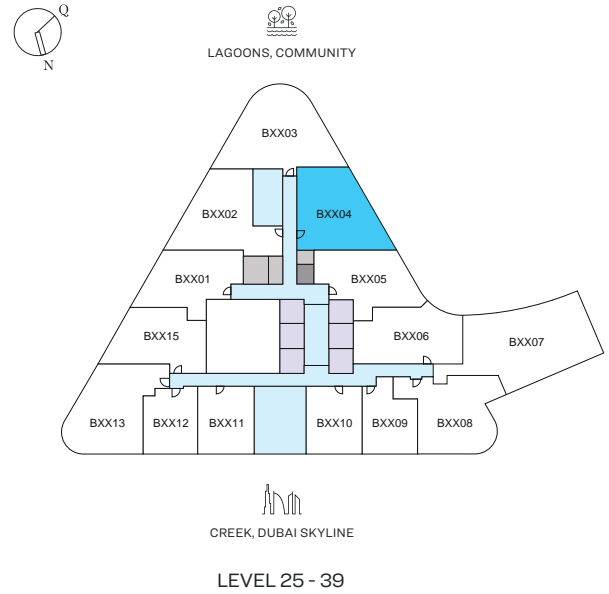 Q
N
LAGOONS, COMMUNITY
BXX03
BXX02
BXX04
BXX01
BXX05
BXX15
BXX06
BXX07
BXX13
BXX12
BXX11
BXX10
BXX09
BXX08
CREEK, DUBAI SKYLINE
LEVEL 25 - 39